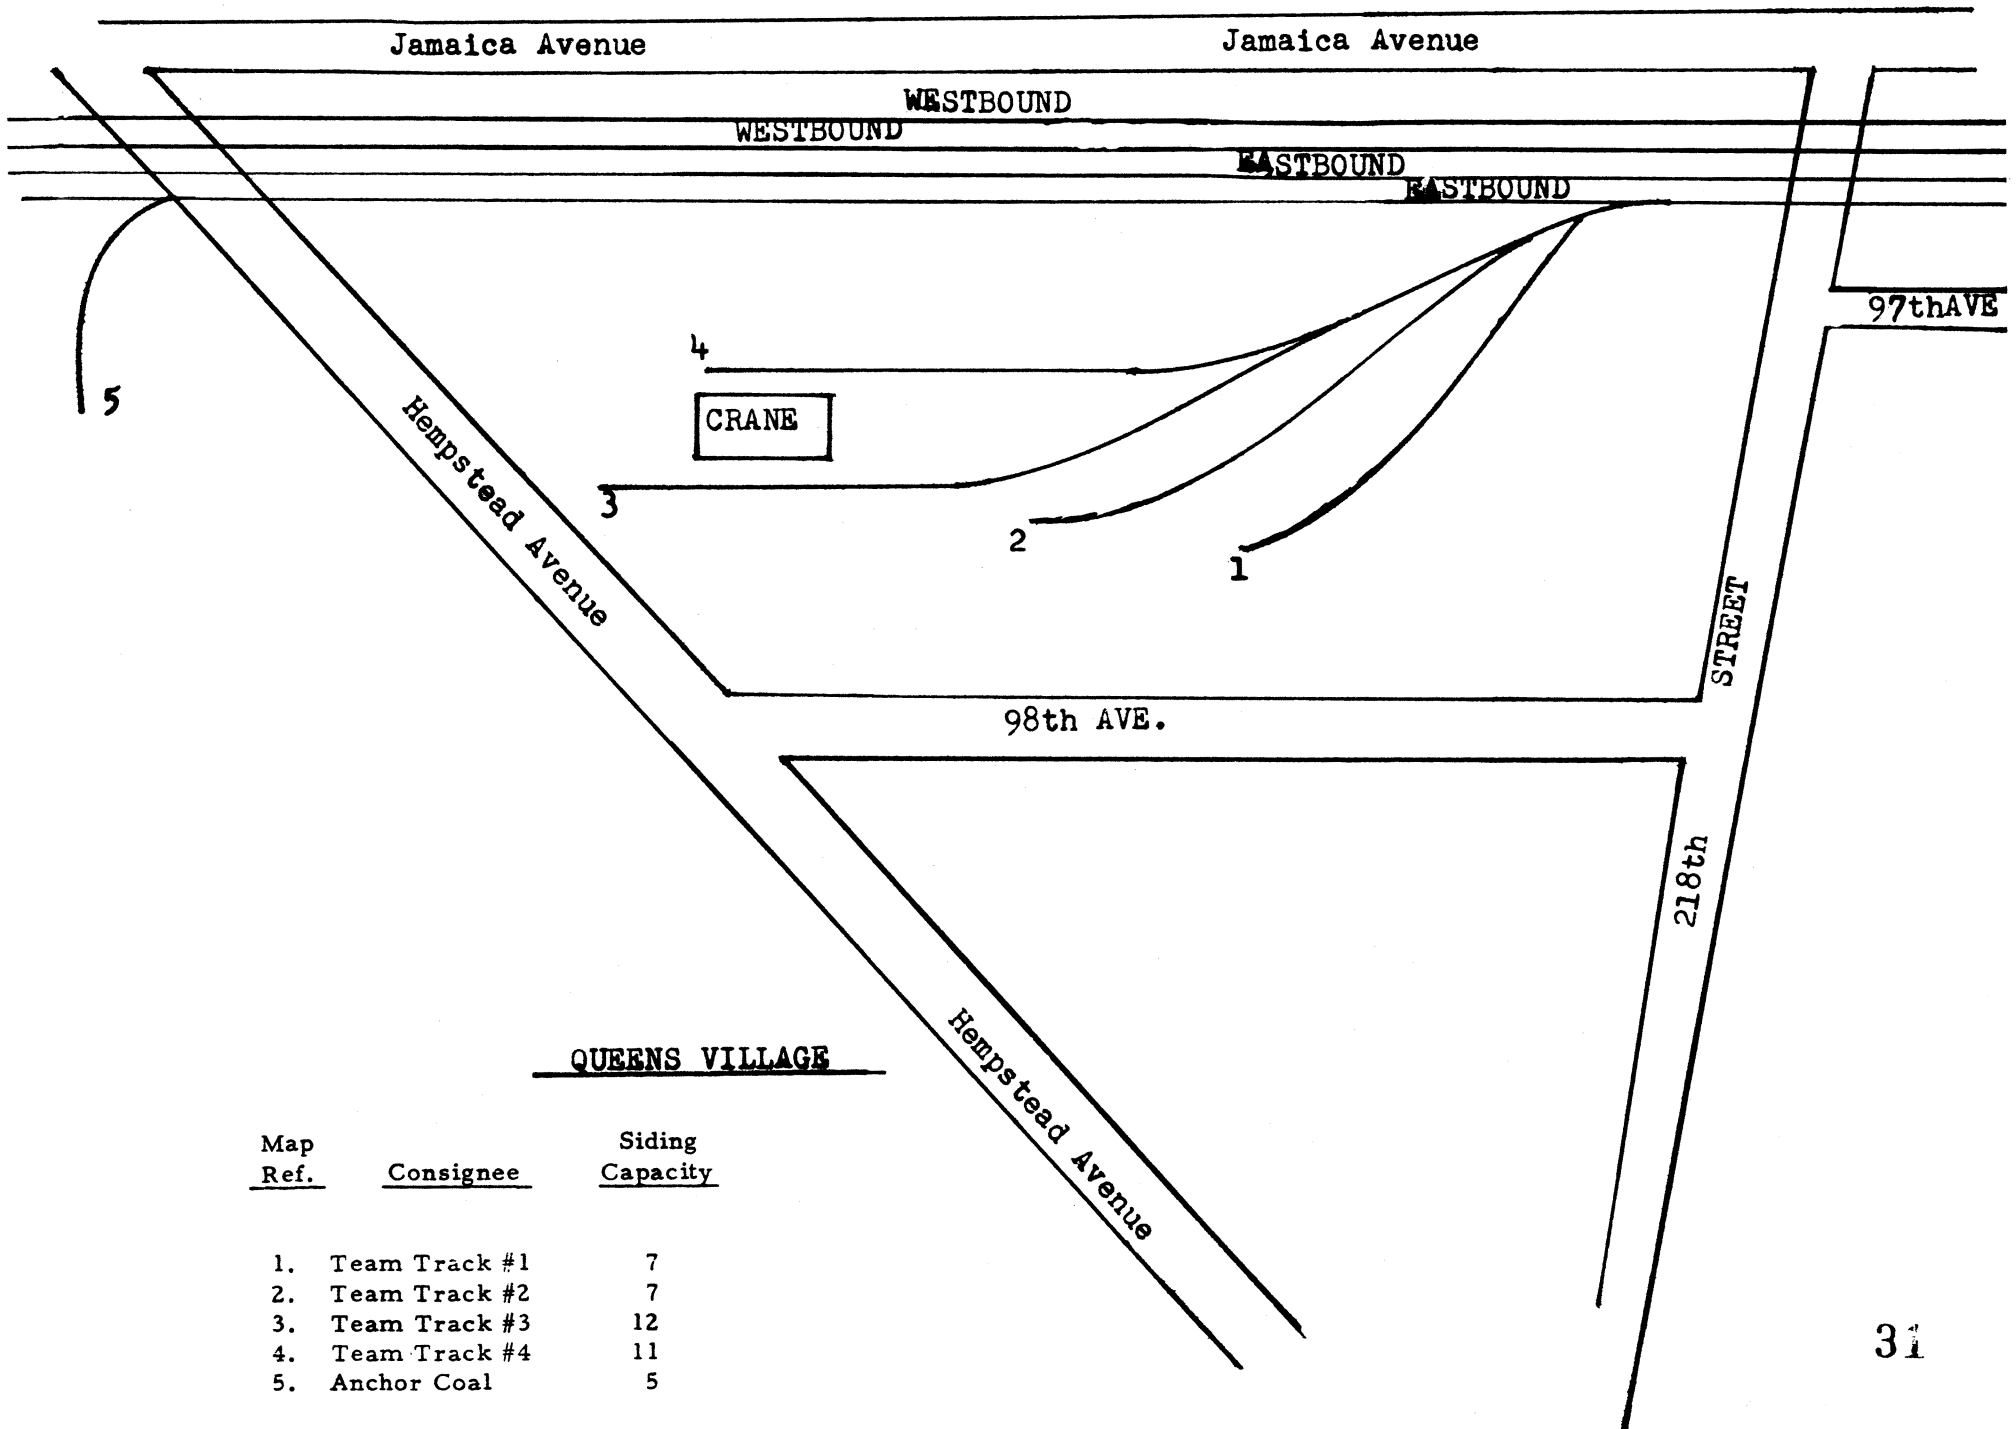 Jamaica Avenue
Jamaica Avenue
WESTBOUND
WESTBOUND
EASTBOUND
EASTBOUND
97thAVE
4
CRANE
5
Hempstead Avenue
3
2
1
STREET
98th AVE.
218th
Hempstead Avenue
QUEENS VILLAGE
Map Siding
Ref. Consignee Capacity
1. Team Track #1 7
2. Team Track #2 7
3. Team Track #3 12
4. Team Track #4 11
5. Anchor Coal 5
31